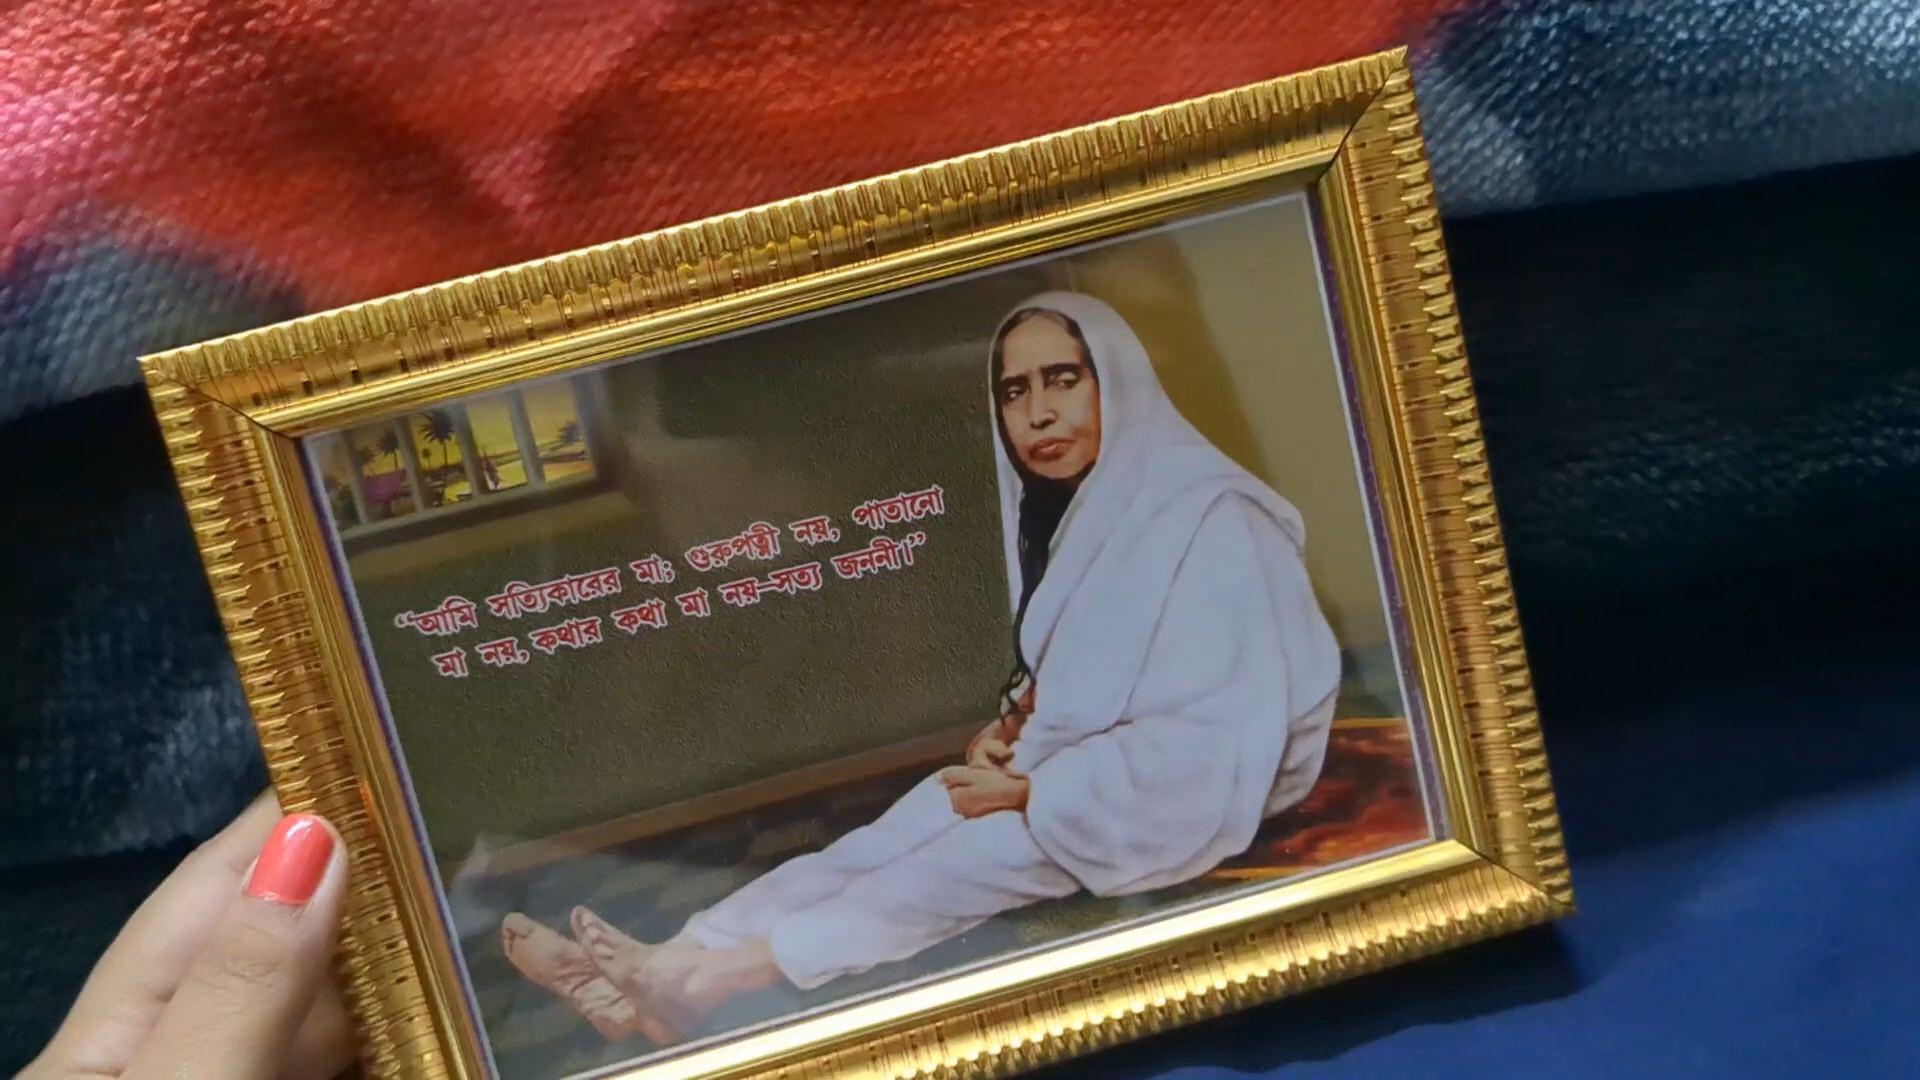 “আমি সত্যিকারের মা; গুরুপত্নী নয়, পাতানো
মা নয়, কথার কথা মা নয়–সত্য জননী।”